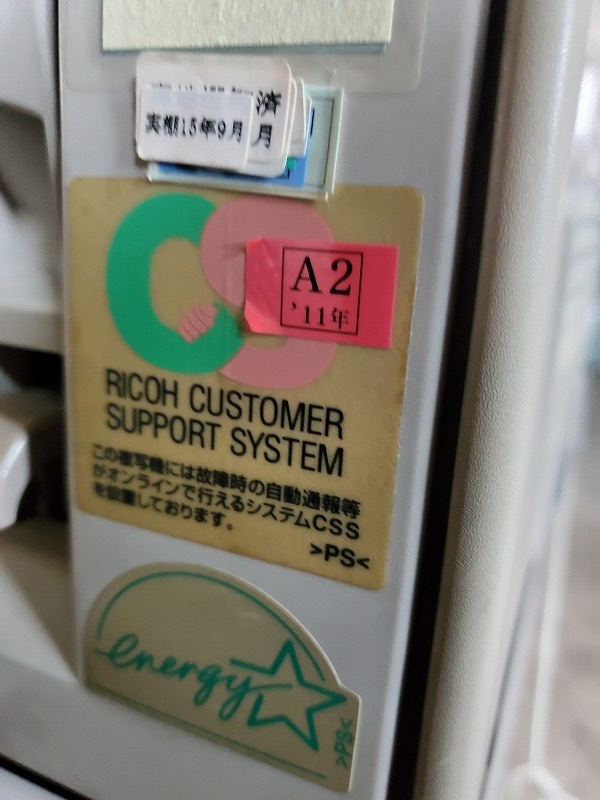 済
実棚15年9月
月
A2
'11年
RICOH CUSTOMER
SUPPORT SYSTEM
この複写機には故障時の自動通報等
がオンラインで行えるシステムCSS
を設置しております。
>PS<
energy
>PS<